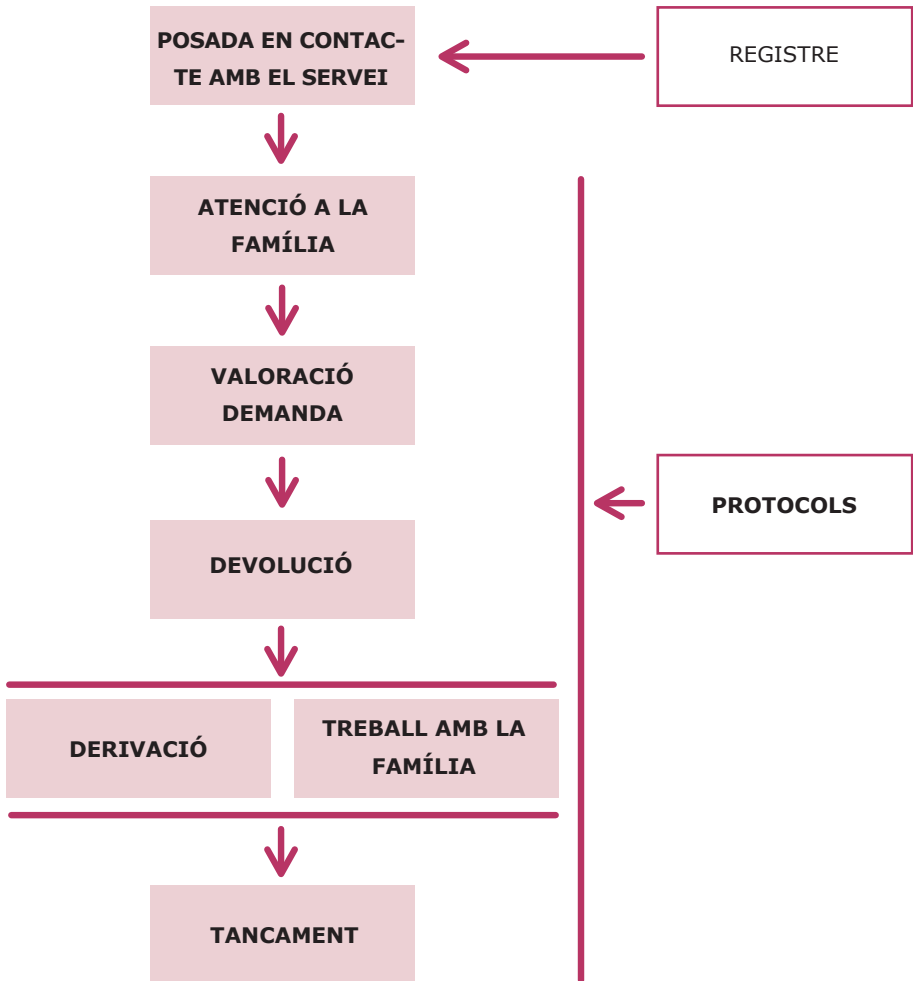 POSADA EN CONTAC-
TE AMB EL SERVEI
REGISTRE
ATENCIÓ A LA
FAMÍLIA
VALORACIÓ
DEMANDA
PROTOCOLS
DEVOLUCIÓ
DERIVACIÓ
TREBALL AMB LA
FAMÍLIA
TANCAMENT